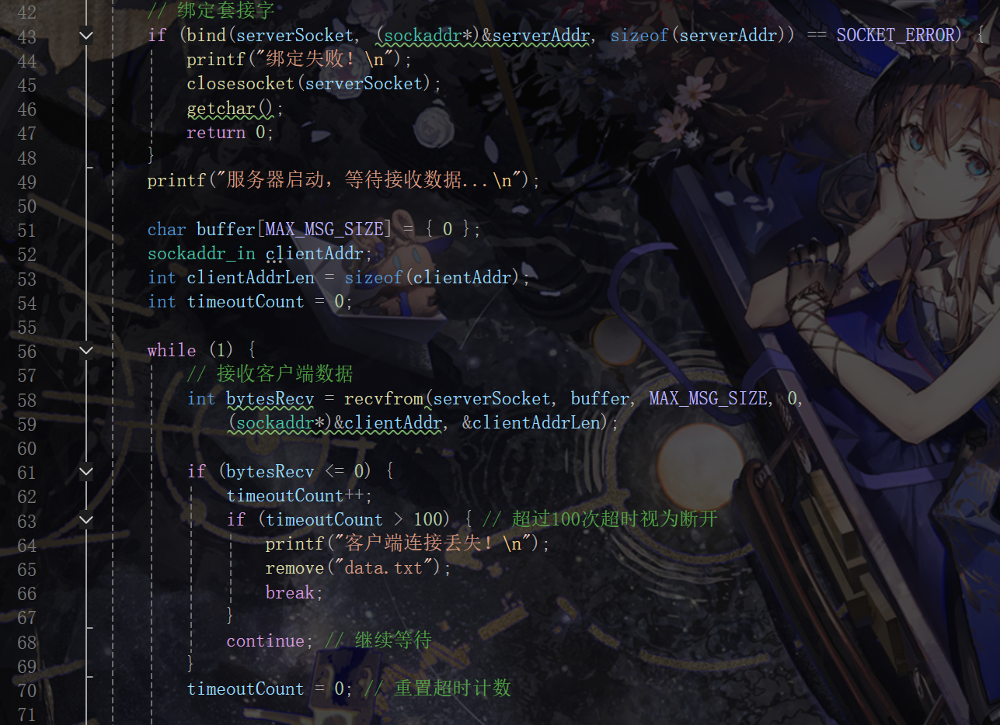 42 // 绑定套接字
43 if (bind(serverSocket, (sockaddr*)&serverAddr, sizeof(serverAddr)) == SOCKET_ERROR) {
44 printf("绑定失败！\n");
45 closesocket(serverSocket);
46 getchar();
47 return 0;
48 }
49 printf("服务器启动，等待接收数据...\n");
50
51 char buffer[MAX_MSG_SIZE] = { 0 };
52 sockaddr_in clientAddr;
53 int clientAddrLen = sizeof(clientAddr);
54 int timeoutCount = 0;
55
56 while (1) {
57 // 接收客户端数据
58 int bytesRecv = recvfrom(serverSocket, buffer, MAX_MSG_SIZE, 0,
59 (sockaddr*)&clientAddr, &clientAddrLen);
60
61 if (bytesRecv <= 0) {
62 timeoutCount++;
63 if (timeoutCount > 100) { // 超过100次超时视为断开
64 printf("客户端连接丢失！\n");
65 remove("data.txt");
66 break;
67 }
68 continue; // 继续等待
69 }
70 timeoutCount = 0; // 重置超时计数
71